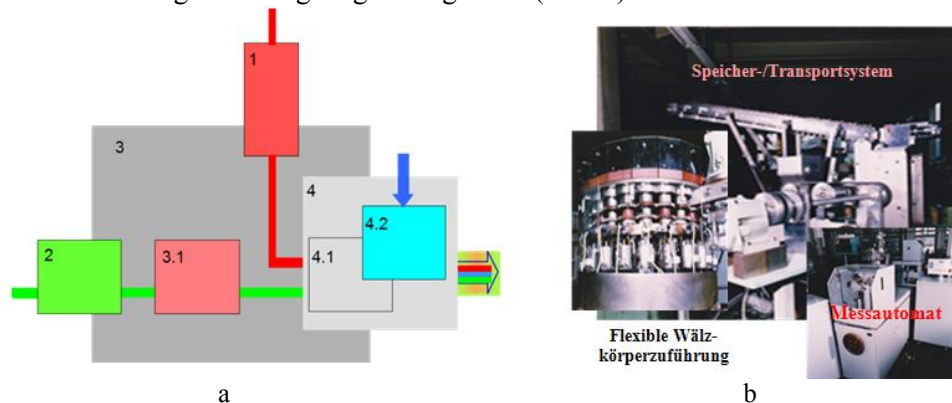 1
3
4
4.2
4.1
2
3.1
a
Speicher-/Transportsystem
Messautomat
Flexible Wälz-
körperzuführung
b